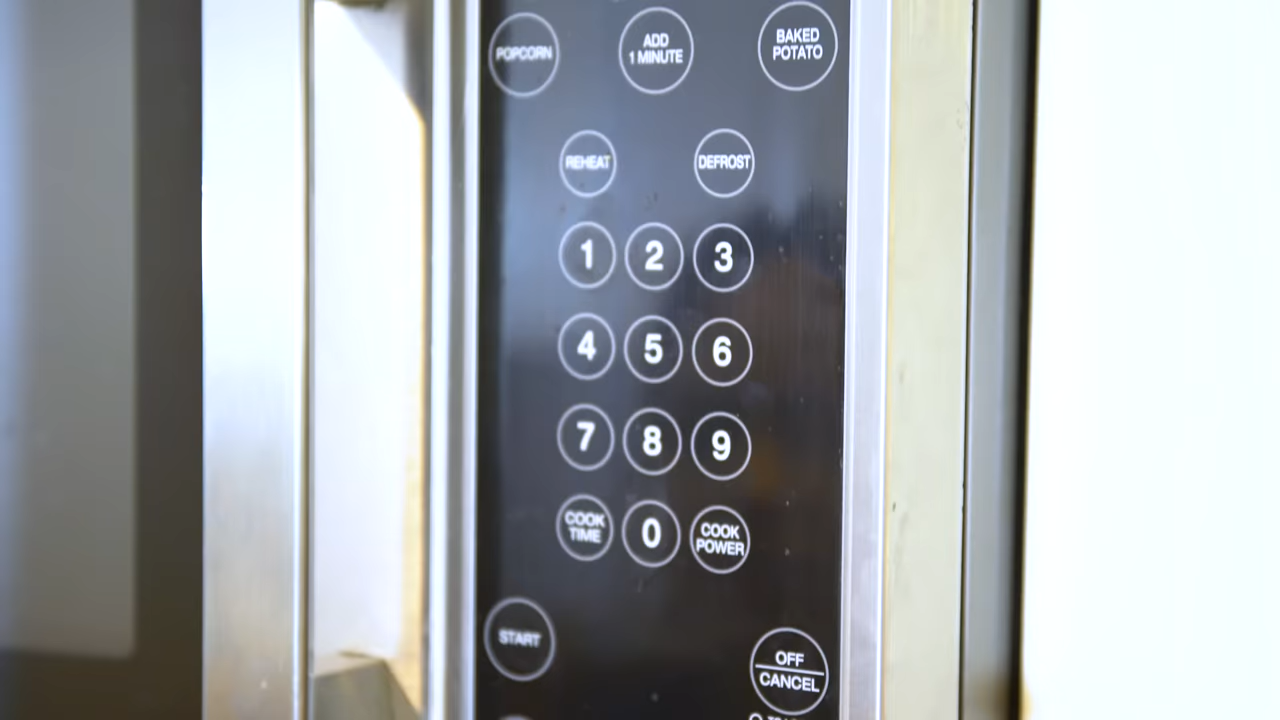 POPCORN
ADD
1 MINUTE
BAKED
POTATO
REHEAT
DEFROST
1
2
3
4
5
6
7
8
9
COOK
TIME
0
COOK
POWER
START
OFF
CANCEL